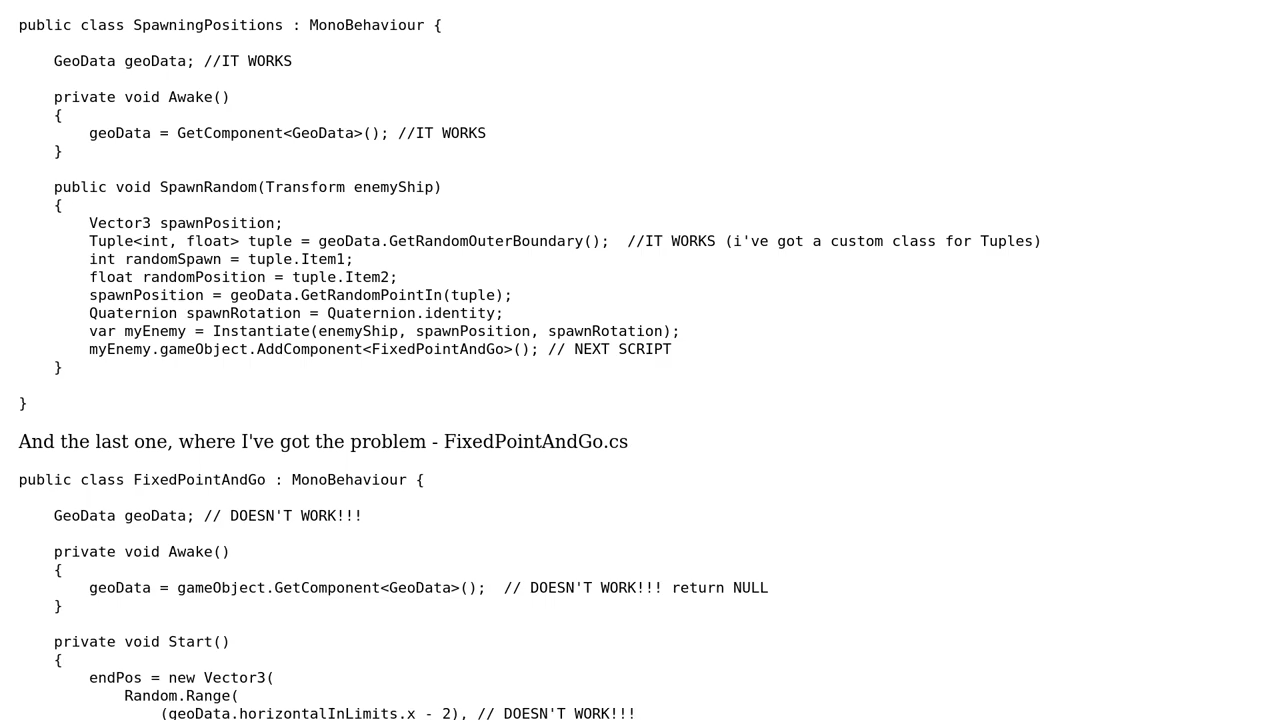 public class SpawningPositions : MonoBehaviour {
GeoData geoData; //IT WORKS
private void Awake()
{
geoData = GetComponent<GeoData>(); //IT WORKS
}
public void SpawnRandom(Transform enemyShip)
{
Vector3 spawnPosition;
Tuple<int, float> tuple = geoData.GetRandomOuterBoundary();  //IT WORKS (i've got a custom class for Tuples)
int randomSpawn = tuple.Item1;
float randomPosition = tuple.Item2;
spawnPosition = geoData.GetRandomPointIn(tuple);
Quaternion spawnRotation = Quaternion.identity;
var myEnemy = Instantiate(enemyShip, spawnPosition, spawnRotation);
myEnemy.gameObject.AddComponent<FixedPointAndGo>(); // NEXT SCRIPT
}
}
And the last one, where I've got the problem - FixedPointAndGo.cs
public class FixedPointAndGo : MonoBehaviour {
GeoData geoData; // DOESN'T WORK!!!
private void Awake()
{
geoData = gameObject.GetComponent<GeoData>();  // DOESN'T WORK!!! return NULL
}
private void Start()
{
endPos = new Vector3(
Random.Range(
(geoData.horizontalInLimits.x - 2), // DOESN'T WORK!!!